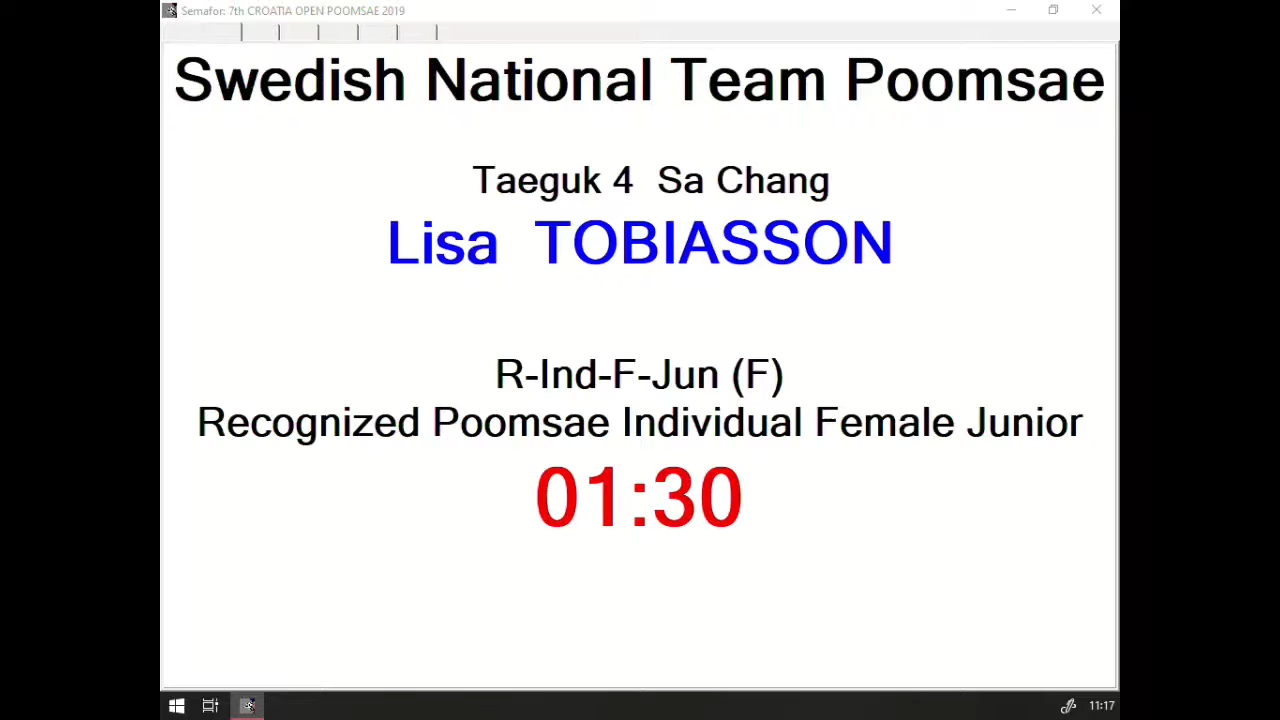 Semafor: 7th CROATIA OPEN POOMSAE 2019
Swedish National Team Poomsae
Taeguk 4 Sa Chang
Lisa TOBIASSON
R-Ind-F-Jun (F)
Recognized Poomsae Individual Female Junior
01:30
11:17